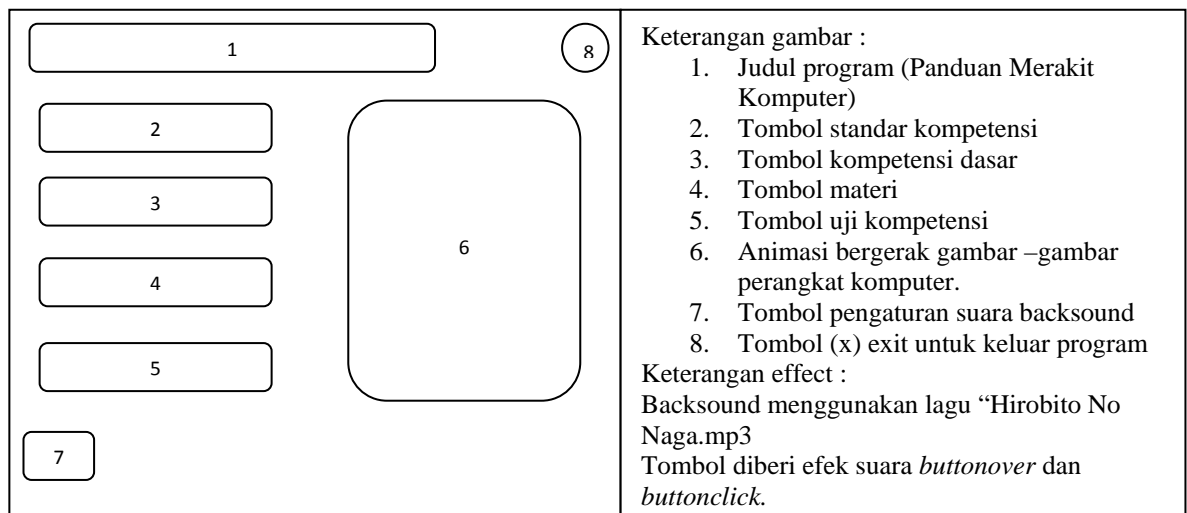 1
8
2
3
4
5
6
7
Keterangan gambar :
1. Judul program (Panduan Merakit
Komputer)
2. Tombol standar kompetensi
3. Tombol kompetensi dasar
4. Tombol materi
5. Tombol uji kompetensi
6. Animasi bergerak gambar –gambar
perangkat komputer.
7. Tombol pengaturan suara backsound
8. Tombol (x) exit untuk keluar program
Keterangan effect :
Backsound menggunakan lagu “Hirobito No
Naga.mp3
Tombol diberi efek suara buttonover dan
buttonclick.